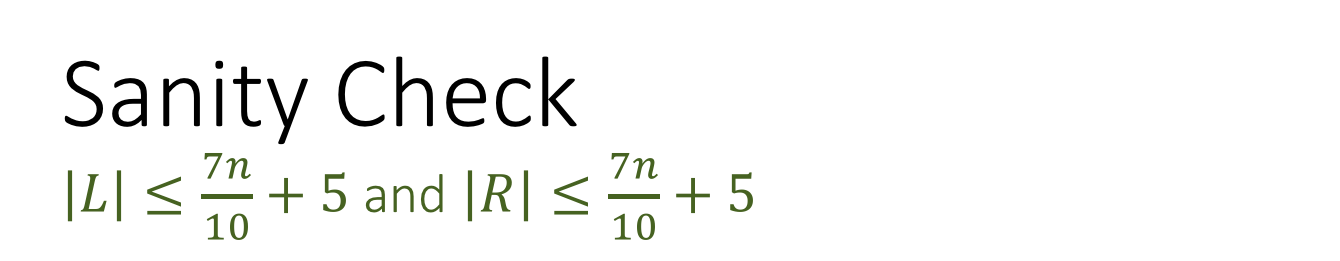 Sanity Check
|L| ≤ 7n/10 + 5 and |R| ≤ 7n/10 + 5